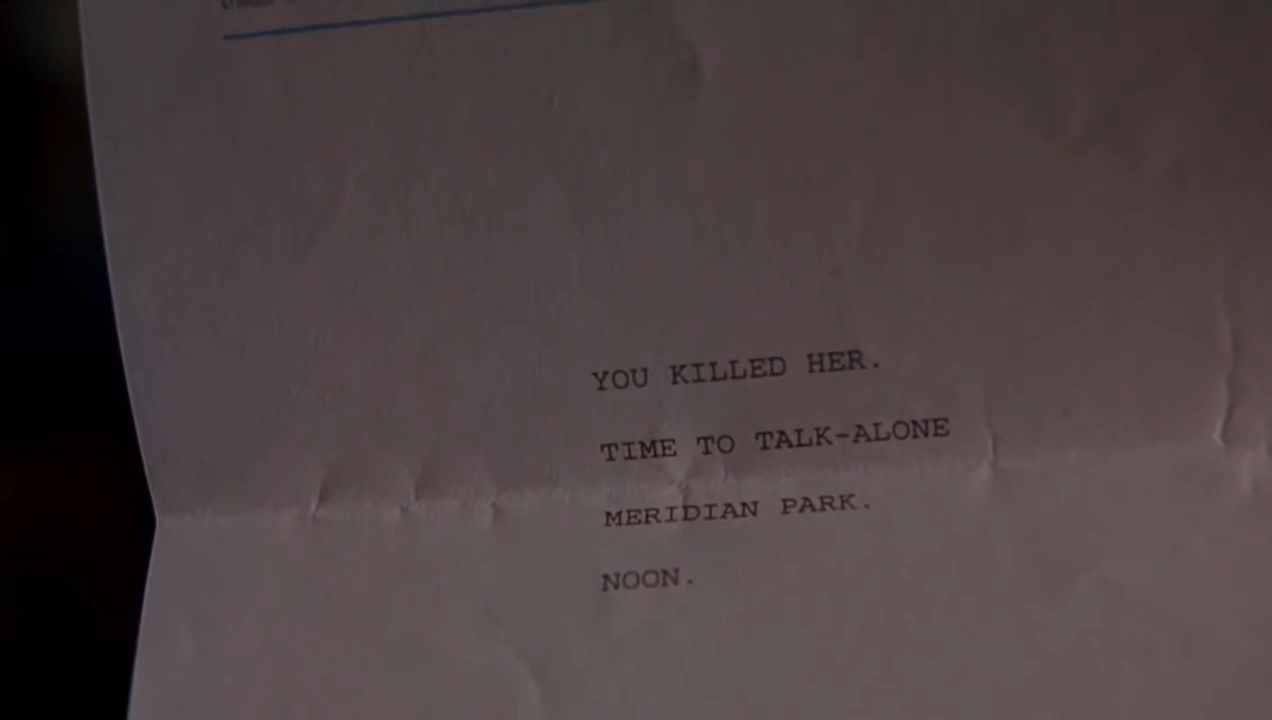 YOU KILLED HER.
TIME TO TALK-ALONE
MERIDIAN PARK.
NOON.